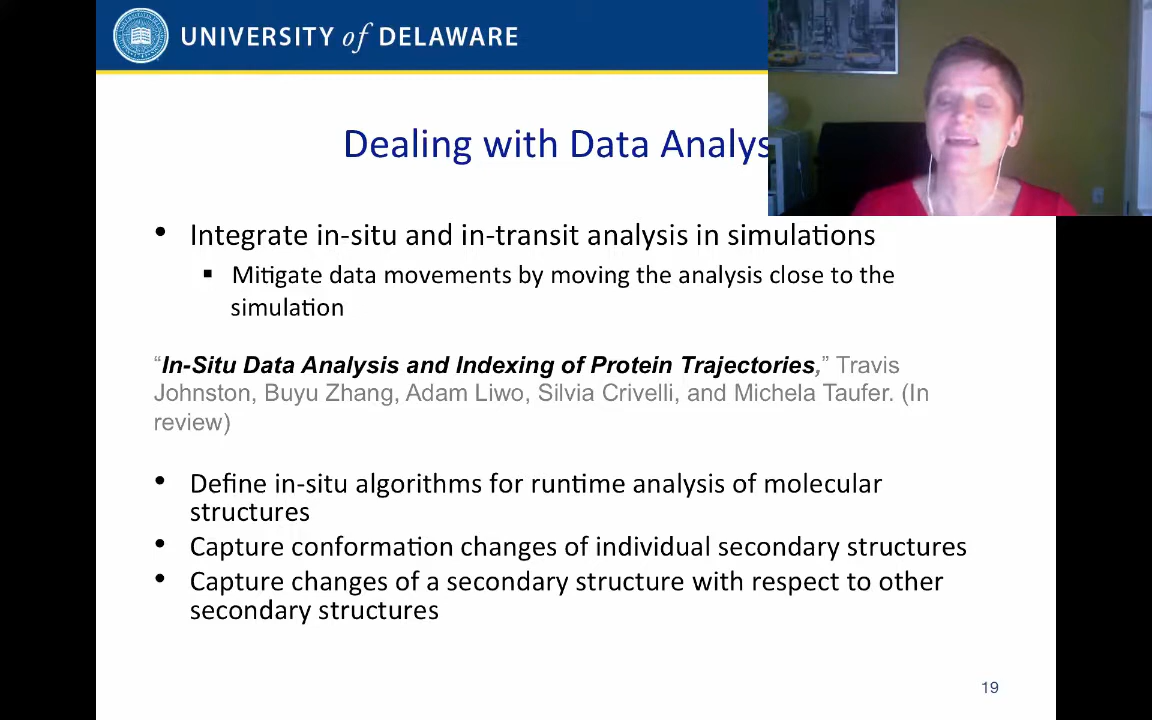 UNIVERSITY of DELAWARE
Dealing with Data Analys
• Integrate in-situ and in-transit analysis in simulations
▪ Mitigate data movements by moving the analysis close to the
simulation
“In-Situ Data Analysis and Indexing of Protein Trajectories,” Travis
Johnston, Buyu Zhang, Adam Liwo, Silvia Crivelli, and Michela Taufer. (In
review)
• Define in-situ algorithms for runtime analysis of molecular
structures
• Capture conformation changes of individual secondary structures
• Capture changes of a secondary structure with respect to other
secondary structures
19